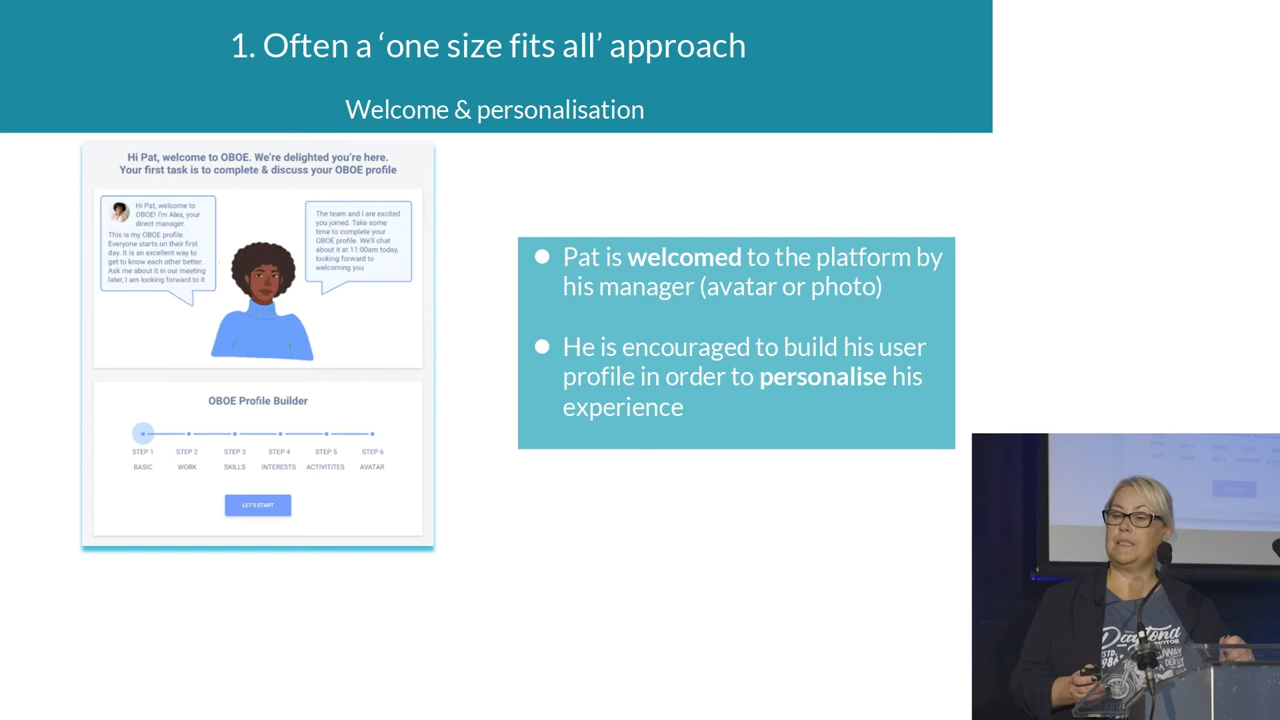 1. Often a ‘one size fits all’ approach
Welcome & personalisation
Hi Pat, welcome to OBOE. We're delighted you're here.
Your first task is to complete & discuss your OBOE profile
Hi Pat, welcome to
OBOE! I'm Alex, your
direct manager.
This is my OBOE profile.
Everyone starts on their first
day. It is an excellent way to
get to know each other better.
Ask me about it in our meeting
later, I am looking forward to it
The team and I are excited
you joined. Take some
time to complete your
OBOE profile. We'll chat
about it at 11:00am today,
looking forward to
welcoming you
OBOE Profile Builder
STEP 1 STEP 2 STEP 3 STEP 4 STEP 5 STEP 6
BASIC WORK SKILLS INTERESTS ACTIVITITES AVATAR
LET'S START
● Pat is welcomed to the platform by
his manager (avatar or photo)
● He is encouraged to build his user
profile in order to personalise his
experience
Daytona
MOTOR
ESTD.
DERBY